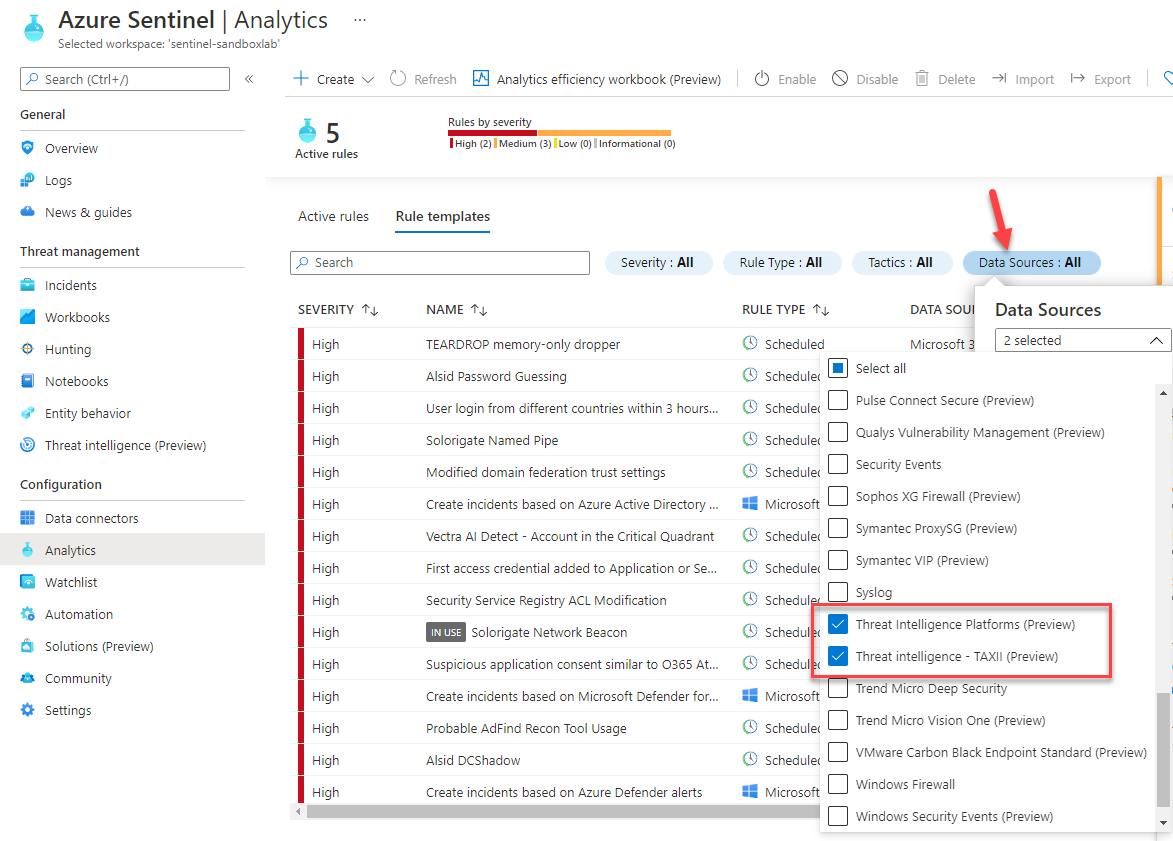 Azure Sentinel | Analytics ...
Selected workspace: 'sentinel-sandboxlab'
Search (Ctrl+/)
«
General
Overview
Logs
News & guides
Threat management
Incidents
Workbooks
Hunting
Notebooks
Entity behavior
Threat intelligence (Preview)
Configuration
Data connectors
Analytics
Watchlist
Automation
Solutions (Preview)
Community
Settings
Create Refresh Analytics efficiency workbook (Preview) Enable Disable Delete Import Export
5
Active rules
Rules by severity
High (2) Medium (3) Low (0) Informational (0)
Active rules Rule templates
Search Severity : All Rule Type : All Tactics : All Data Sources : All
SEVERITY ↑↓ NAME ↑↓ RULE TYPE ↑↓ DATA SOU
High TEARDROP memory-only dropper Scheduled Microsoft 3
High Alsid Password Guessing Scheduled
High User login from different countries within 3 hours... Scheduled
High Solorigate Named Pipe Scheduled
High Modified domain federation trust settings Scheduled
High Create incidents based on Azure Active Directory ... Microsoft
High Vectra AI Detect - Account in the Critical Quadrant Scheduled
High First access credential added to Application or Se... Scheduled
High Security Service Registry ACL Modification Scheduled
High IN USE Solorigate Network Beacon Scheduled
High Suspicious application consent similar to O365 At... Scheduled
High Create incidents based on Microsoft Defender for... Microsoft
High Probable AdFind Recon Tool Usage Scheduled
High Alsid DCShadow Scheduled
High Create incidents based on Azure Defender alerts Microsoft
Data Sources
2 selected
Select all
Pulse Connect Secure (Preview)
Qualys Vulnerability Management (Preview)
Security Events
Sophos XG Firewall (Preview)
Symantec ProxySG (Preview)
Symantec VIP (Preview)
Syslog
Threat Intelligence Platforms (Preview)
Threat intelligence - TAXII (Preview)
Trend Micro Deep Security
Trend Micro Vision One (Preview)
VMware Carbon Black Endpoint Standard (Preview)
Windows Firewall
Windows Security Events (Preview)